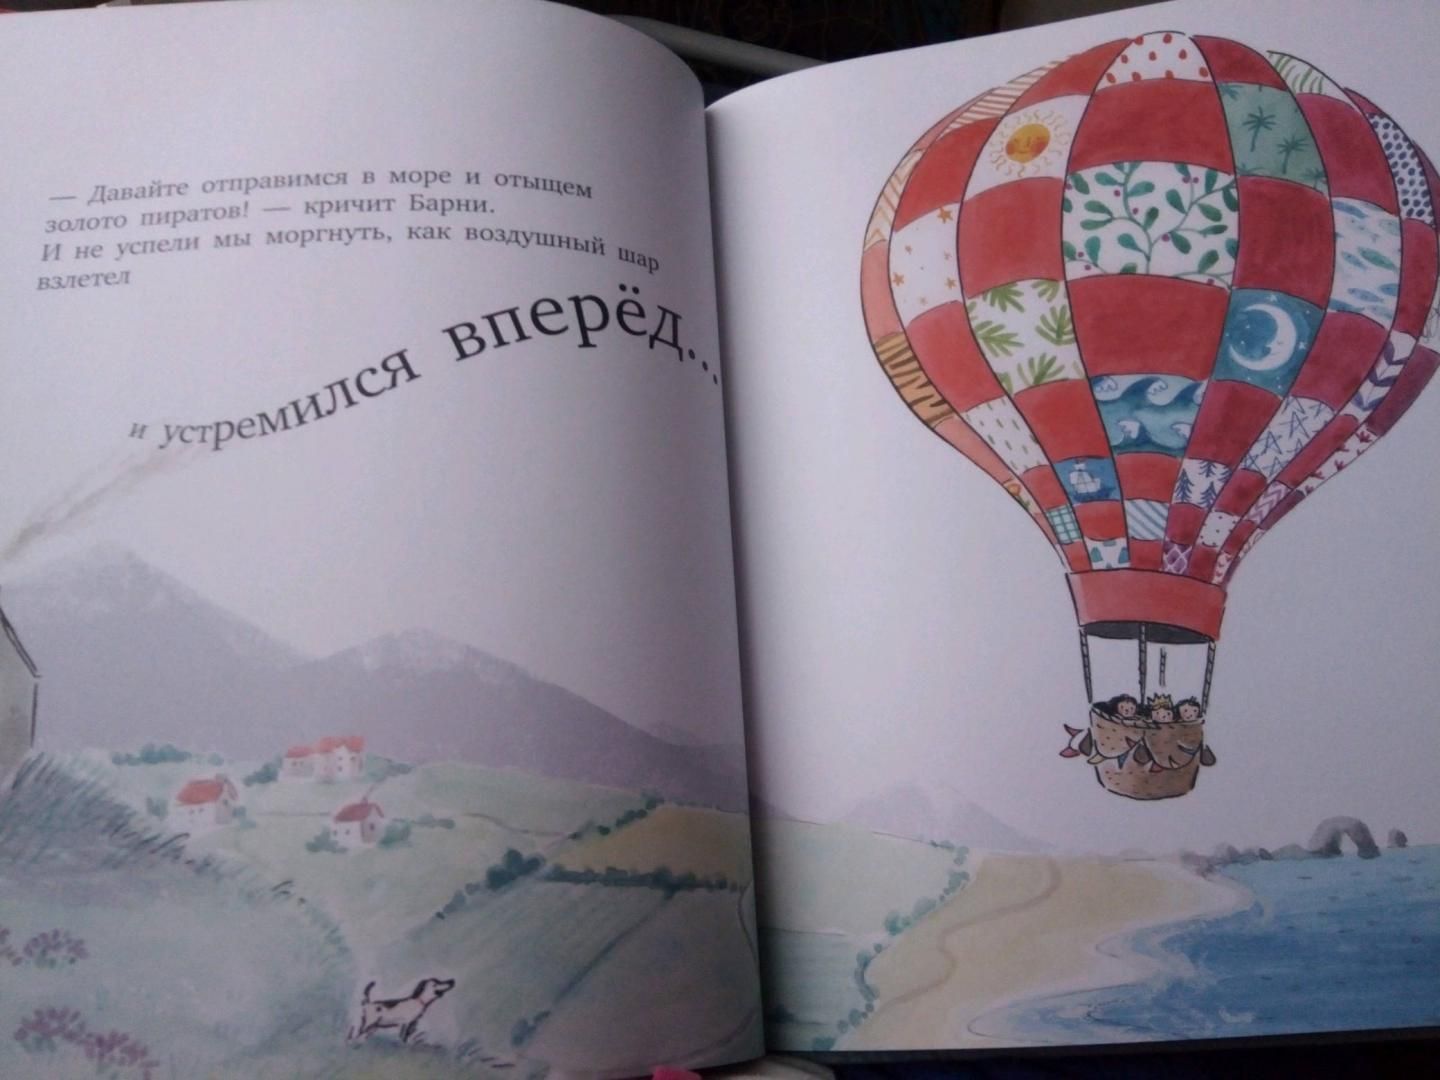 — Давайте отправимся в море и отыщем
золото пиратов! — кричит Барни.
И не успели мы моргнуть, как воздушный шар
взлетел
и устремился вперёд...